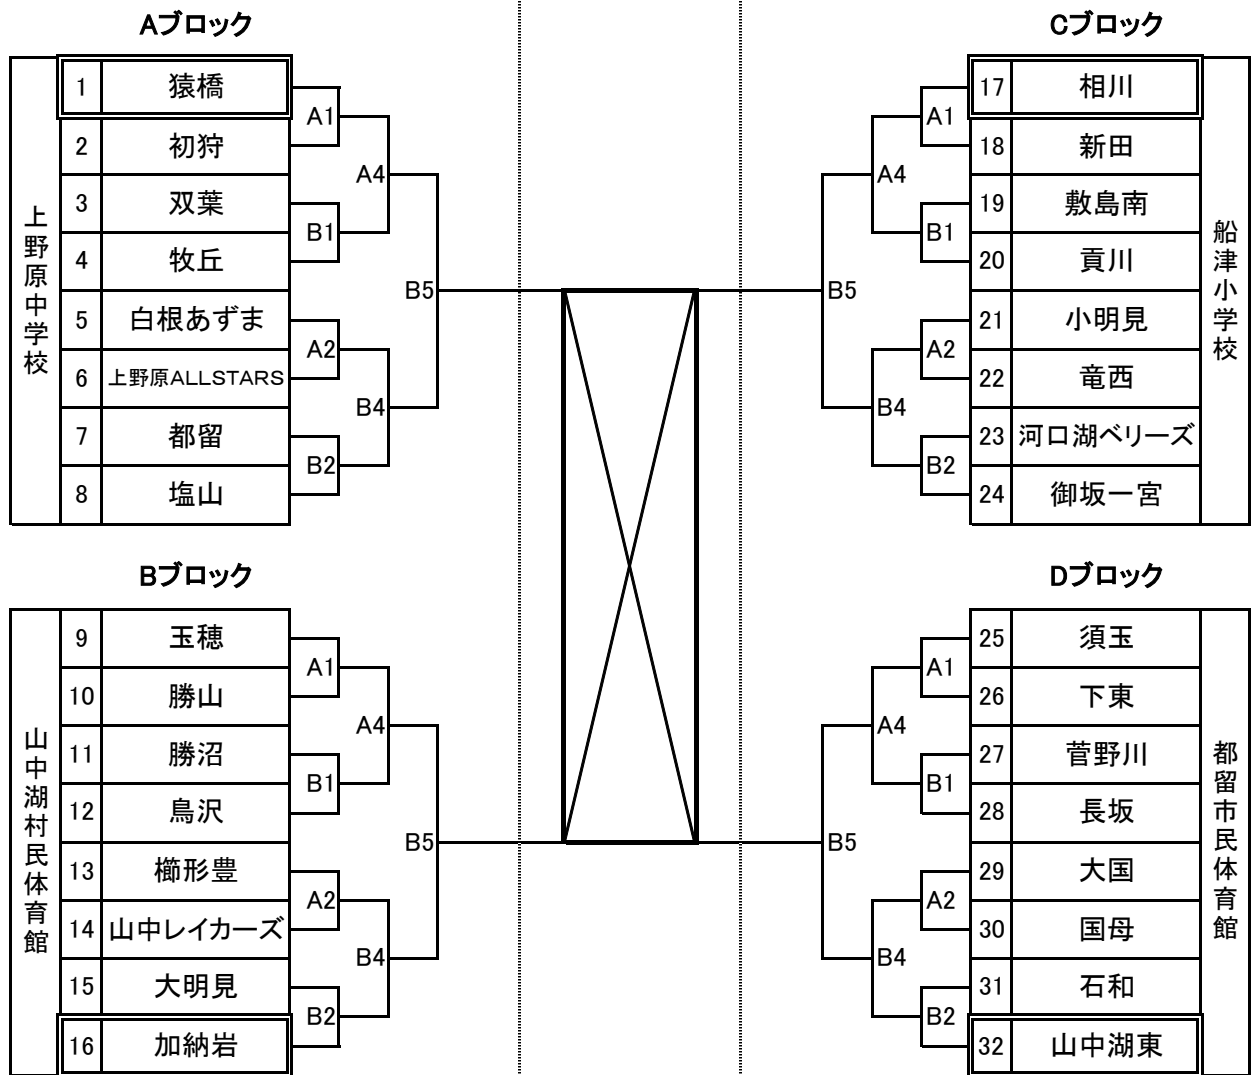 Aブロック
上野原中学校
1 猿橋
2 初狩
3 双葉
4 牧丘
5 白根あずま
6 上野原ALLSTARS
7 都留
8 塩山
A1
B1
A2
B2
A4
B4
B5
Bブロック
山中湖村民体育館
9 玉穂
10 勝山
11 勝沼
12 鳥沢
13 櫛形豊
14 山中レイカーズ
15 大明見
16 加納岩
A1
B1
A2
B2
A4
B4
B5
Cブロック
船津小学校
17 相川
18 新田
19 敷島南
20 貢川
21 小明見
22 竜西
23 河口湖ベリーズ
24 御坂一宮
A1
B1
A2
B2
A4
B4
B5
Dブロック
都留市民体育館
25 須玉
26 下東
27 菅野川
28 長坂
29 大国
30 国母
31 石和
32 山中湖東
A1
B1
A2
B2
A4
B4
B5